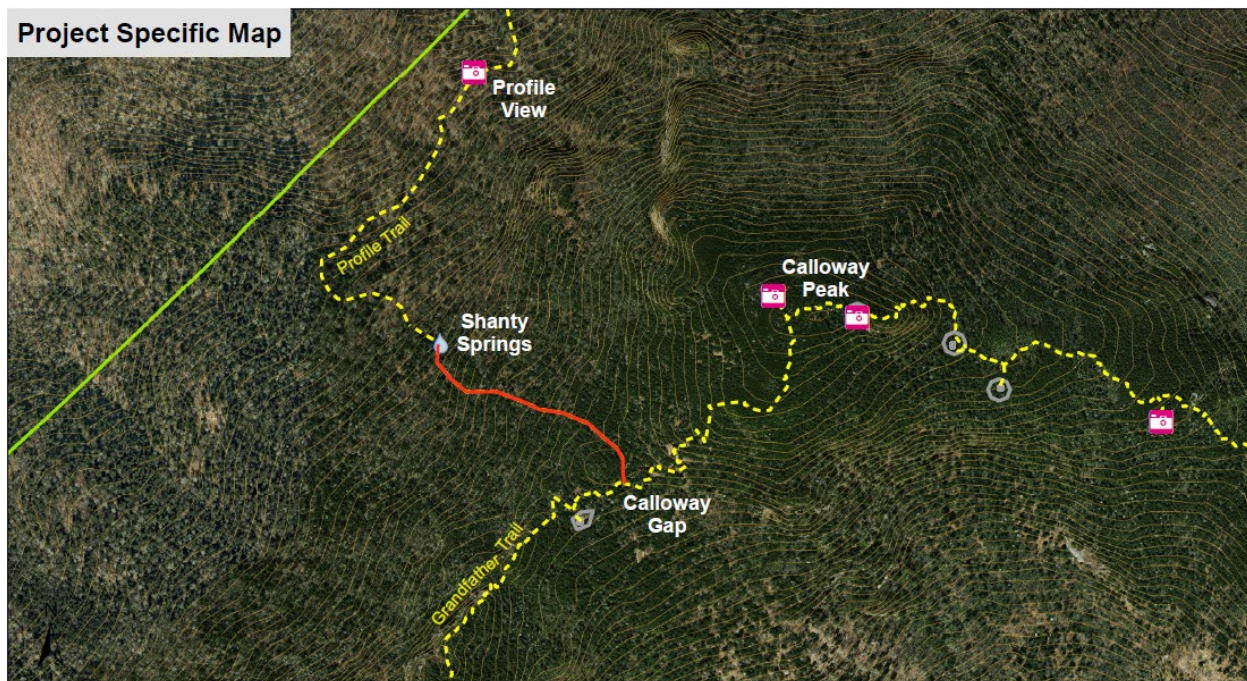 Project Specific Map
Profile
View
Profile Trail
Calloway
Peak
Shanty
Springs
Calloway
Gap
Grandfather Trail
N